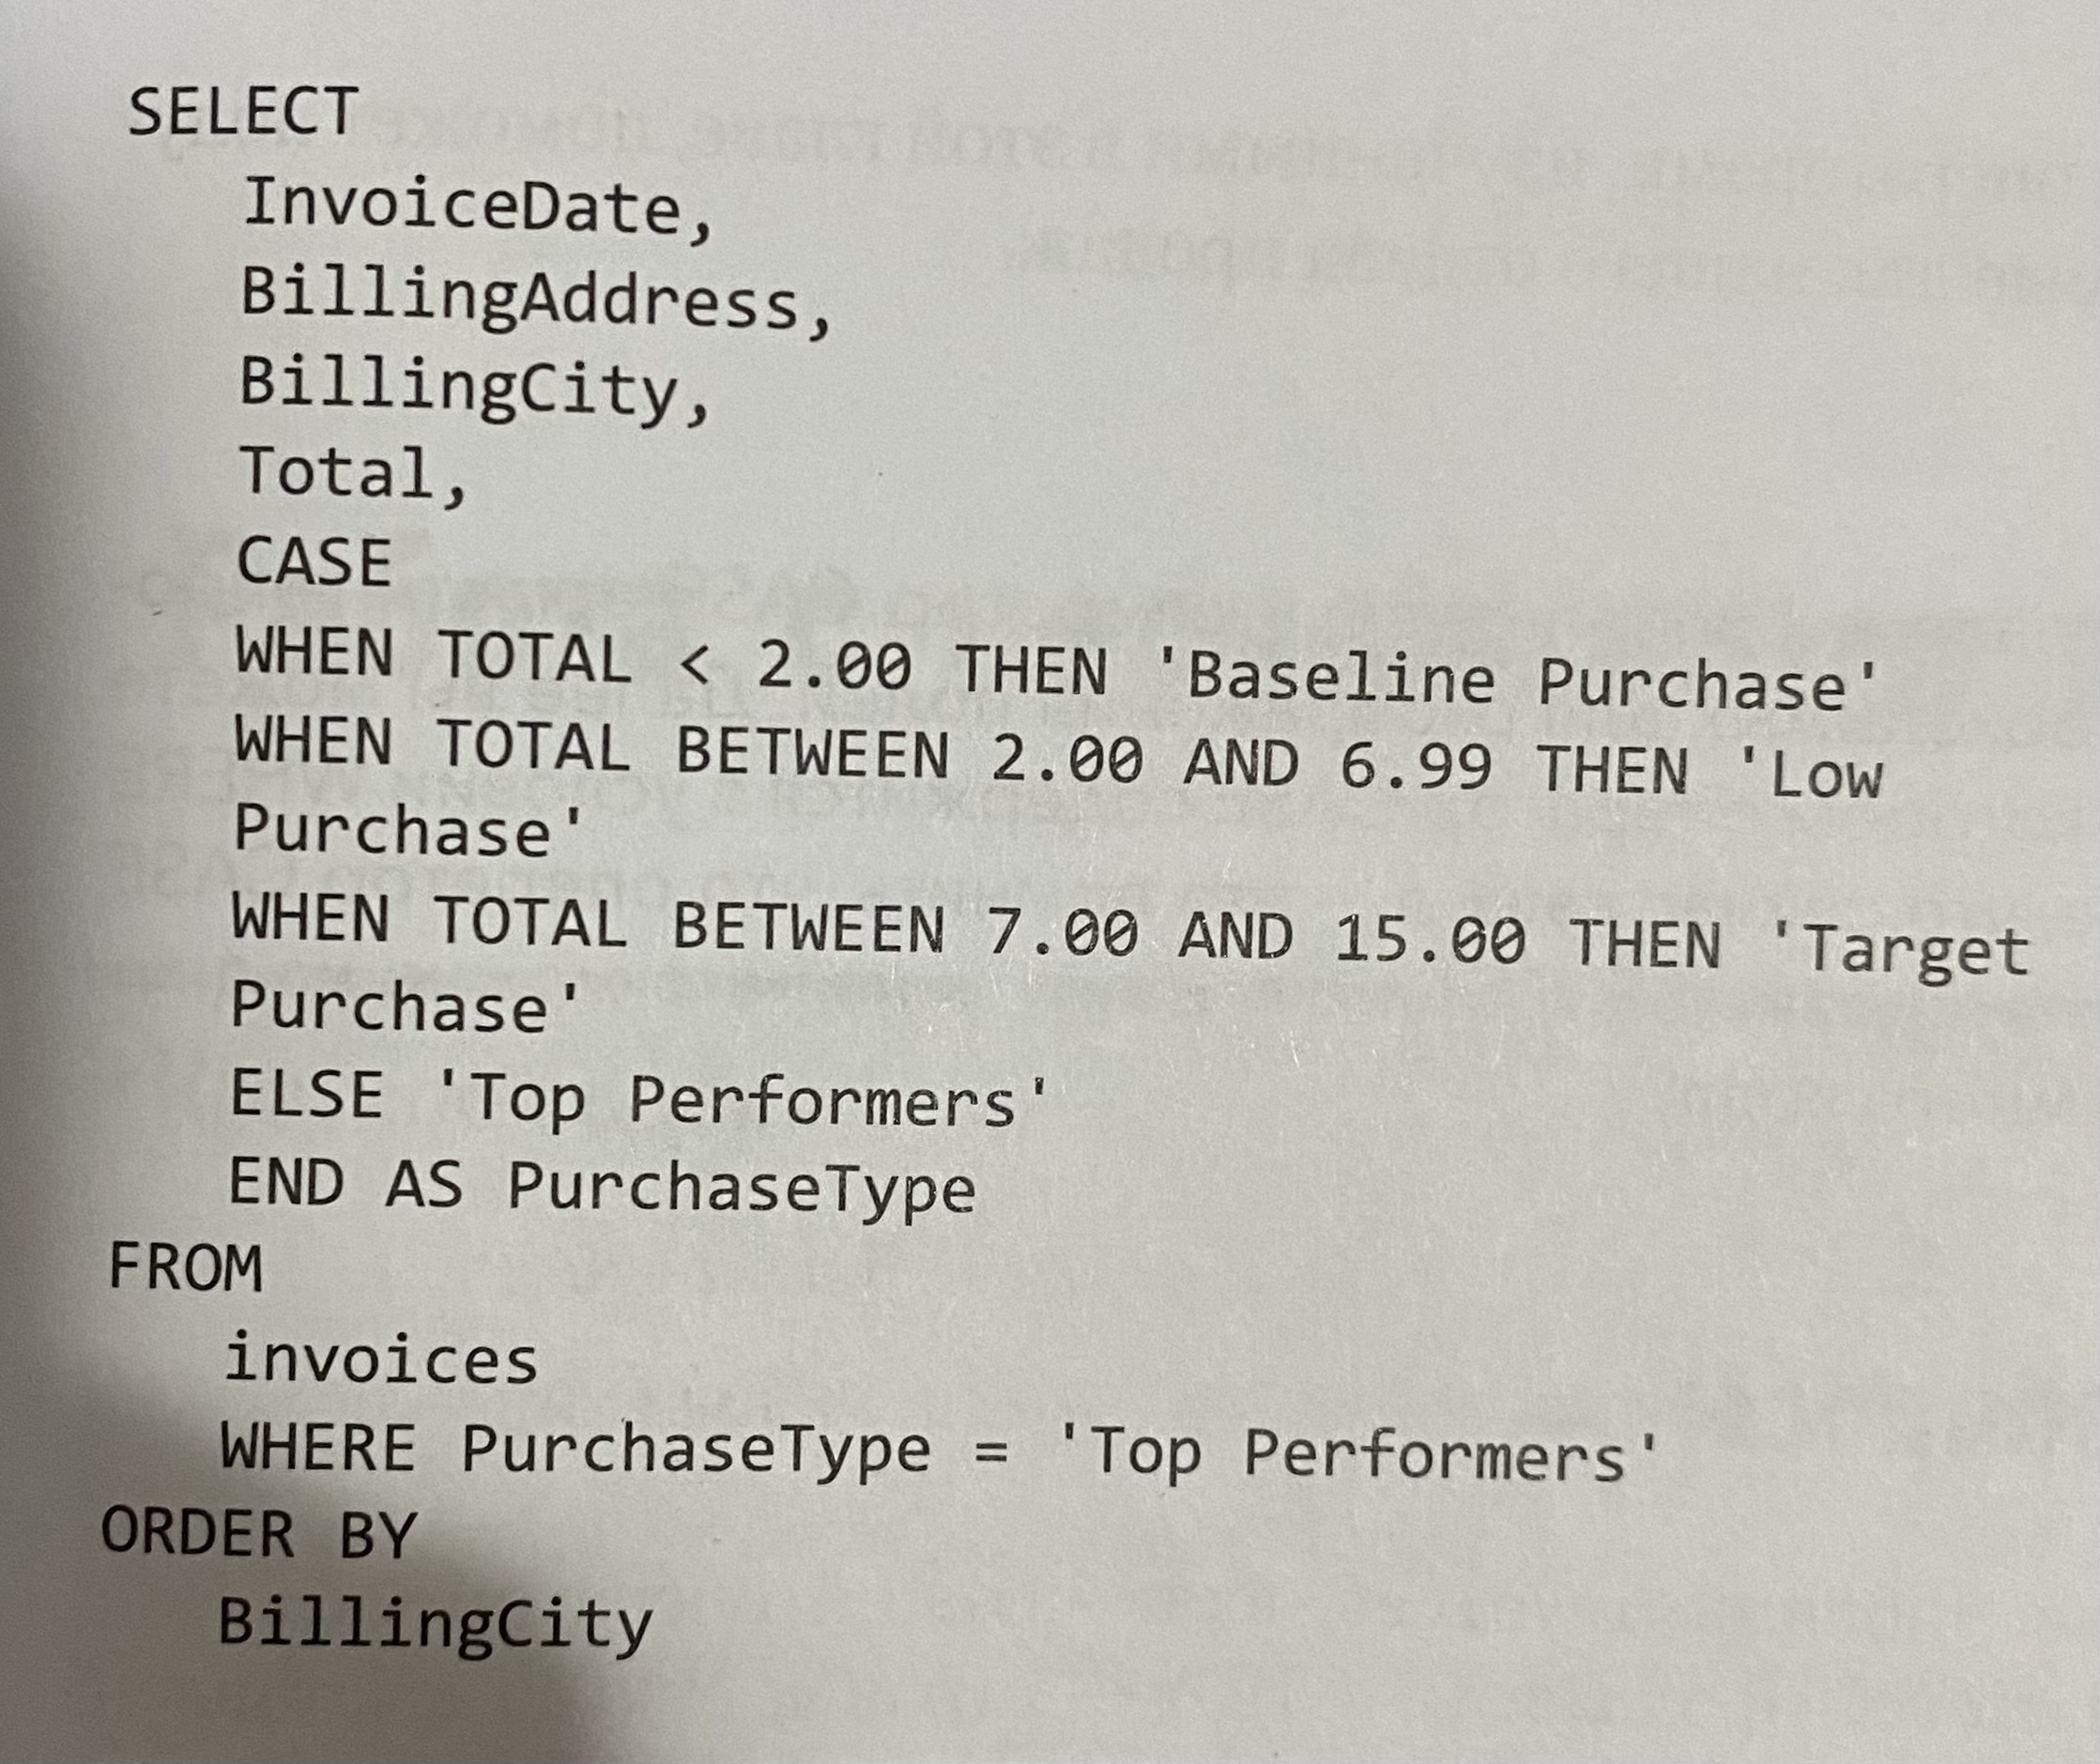 SELECT
InvoiceDate,
BillingAddress,
BillingCity,
Total,
CASE
WHEN TOTAL < 2.00 THEN 'Baseline Purchase'
WHEN TOTAL BETWEEN 2.00 AND 6.99 THEN 'Low
Purchase'
WHEN TOTAL BETWEEN 7.00 AND 15.00 THEN 'Target
Purchase'
ELSE 'Top Performers'
END AS PurchaseType
FROM
invoices
WHERE PurchaseType = 'Top Performers'
ORDER BY
BillingCity